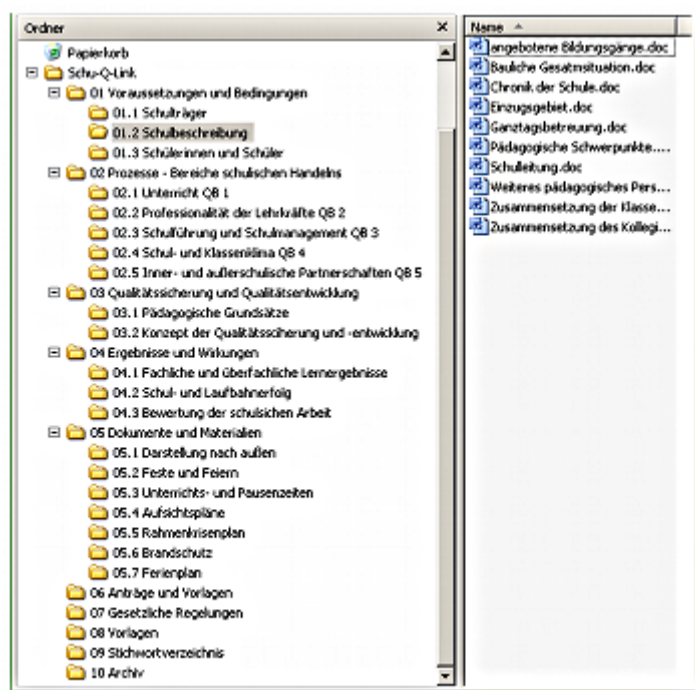 Ordner
Papierkorb
Schu-Q-Link
01 Voraussetzungen und Bedingungen
01.1 Schulträger
01.2 Schulbeschreibung
01.3 Schülerinnen und Schüler
02 Prozesse - Bereiche schulischen Handelns
02.1 Unterricht QB 1
02.2 Professionalität der Lehrkräfte QB 2
02.3 Schulführung und Schulmanagement QB 3
02.4 Schul- und Klassenklima QB 4
02.5 Inner- und außerschulische Partnerschaften QB 5
03 Qualitätssicherung und Qualitätsentwicklung
03.1 Pädagogische Grundsätze
03.2 Konzept der Qualitätssciherung und -entwicklung
04 Ergebnisse und Wirkungen
04.1 Fachliche und überfachliche Lernergebnisse
04.2 Schul- und Laufbahnerfolg
04.3 Bewertung der schulsichen Arbeit
05 Dokumente und Materialien
05.1 Darstellung nach außen
05.2 Feste und Feiern
05.3 Unterrichts- und Pausenzeiten
05.4 Aufsichtspläne
05.5 Rahmenkrisenplan
05.6 Brandschutz
05.7 Ferienplan
06 Anträge und Vorlagen
07 Gesetzliche Regelungen
08 Vorlagen
09 Stichwortverzeichnis
10 Archiv
Name
angebotene Bildungsgänge.doc
Bauliche Gesatmsituation.doc
Chronik der Schule.doc
Einzugsgebiet.doc
Ganztagsbetreuung.doc
Pädagogische Schwerpunkte....
Schulleitung.doc
Weiteres pädagogisches Pers...
Zusammensetzung der Klasse...
Zusammensetzung des Kollegi...